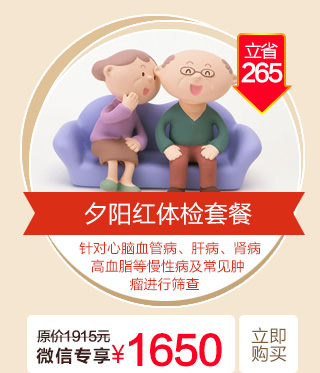 立省
265
夕阳红体检套餐
针对心脑血管病、肝病、肾病
高血脂等慢性病及常见肿
瘤进行筛查
原价1915元
微信专享¥1650
立即
购买